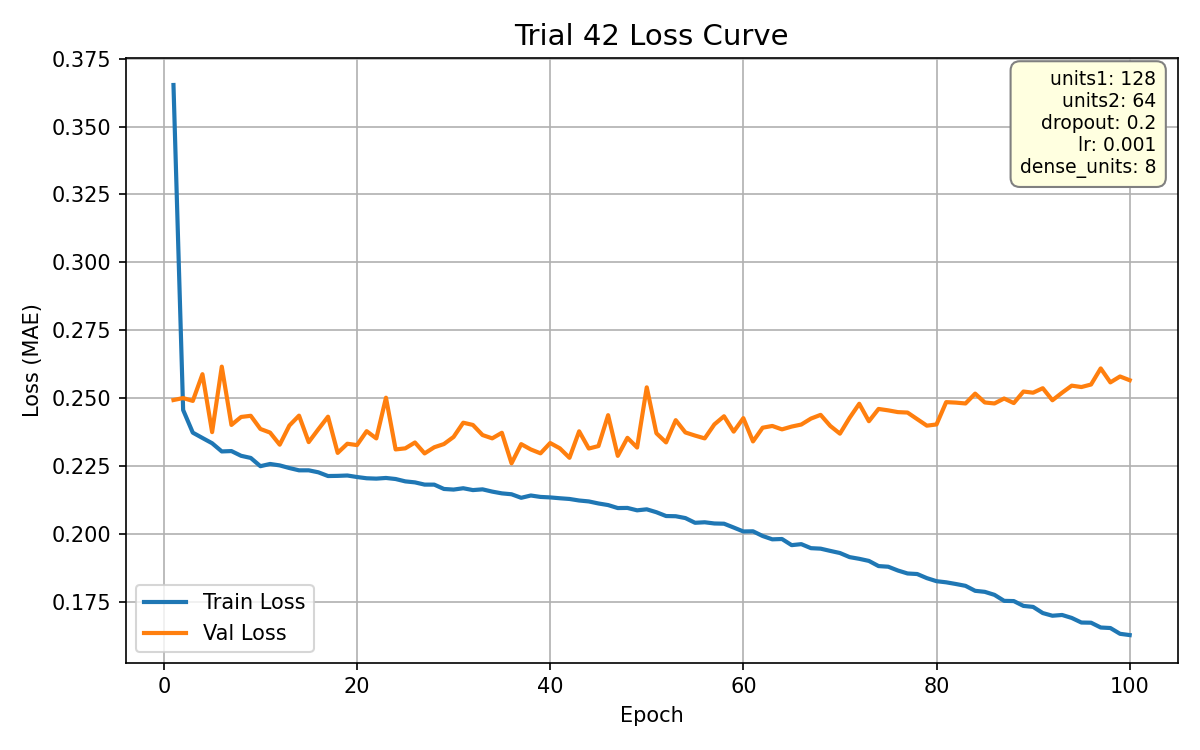 Trial 42 Loss Curve
0.375
0.350
0.325
0.300
0.275
0.250
0.225
0.200
0.175
Loss (MAE)
units1: 128
units2: 64
dropout: 0.2
lr: 0.001
dense_units: 8
Train Loss
Val Loss
0 20 40 60 80 100
Epoch